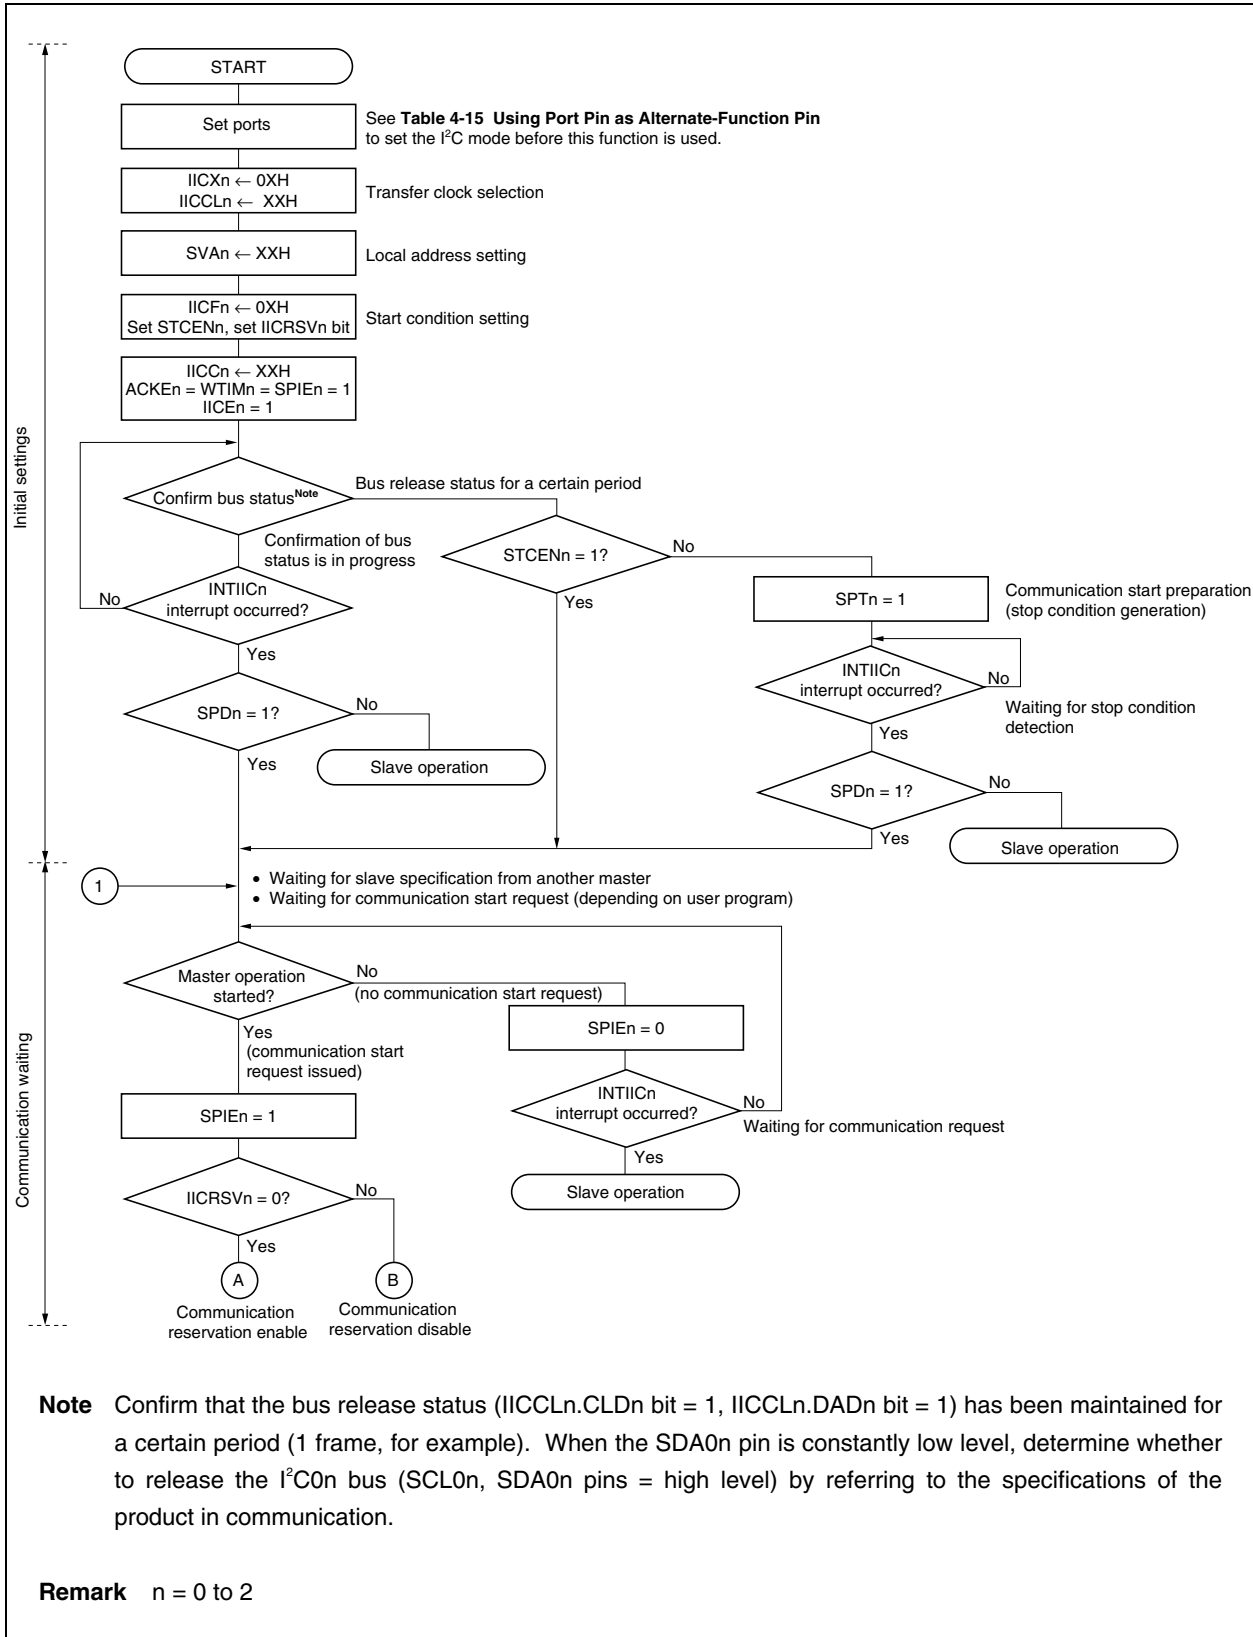 START
Set ports
See Table 4-15 Using Port Pin as Alternate-Function Pin
to set the I²C mode before this function is used.
IICXn ← 0XH
IICCLn ← XXH
Transfer clock selection
SVAn ← XXH
Local address setting
IICFn ← 0XH
Set STCENn, set IICRSVn bit
Start condition setting
IICCn ← XXH
ACKEn = WTIMn = SPIEn = 1
IICEn = 1
Initial settings
Confirm bus status^Note
Bus release status for a certain period
Confirmation of bus
status is in progress
STCENn = 1?
No
Yes
INTIICn
interrupt occurred?
No
Yes
SPTn = 1
Communication start preparation
(stop condition generation)
INTIICn
interrupt occurred?
No
Waiting for stop condition
detection
Yes
SPDn = 1?
No
Yes
Slave operation
SPDn = 1?
No
Yes
Slave operation
1
• Waiting for slave specification from another master
• Waiting for communication start request (depending on user program)
Communication waiting
Master operation
started?
No
(no communication start request)
Yes
(communication start
request issued)
SPIEn = 0
INTIICn
interrupt occurred?
No
Waiting for communication request
Yes
Slave operation
SPIEn = 1
IICRSVn = 0?
No
Yes
A
B
Communication
reservation enable
Communication
reservation disable
Note Confirm that the bus release status (IICCLn.CLDn bit = 1, IICCLn.DADn bit = 1) has been maintained for
a certain period (1 frame, for example). When the SDA0n pin is constantly low level, determine whether
to release the I²C0n bus (SCL0n, SDA0n pins = high level) by referring to the specifications of the
product in communication.
Remark n = 0 to 2